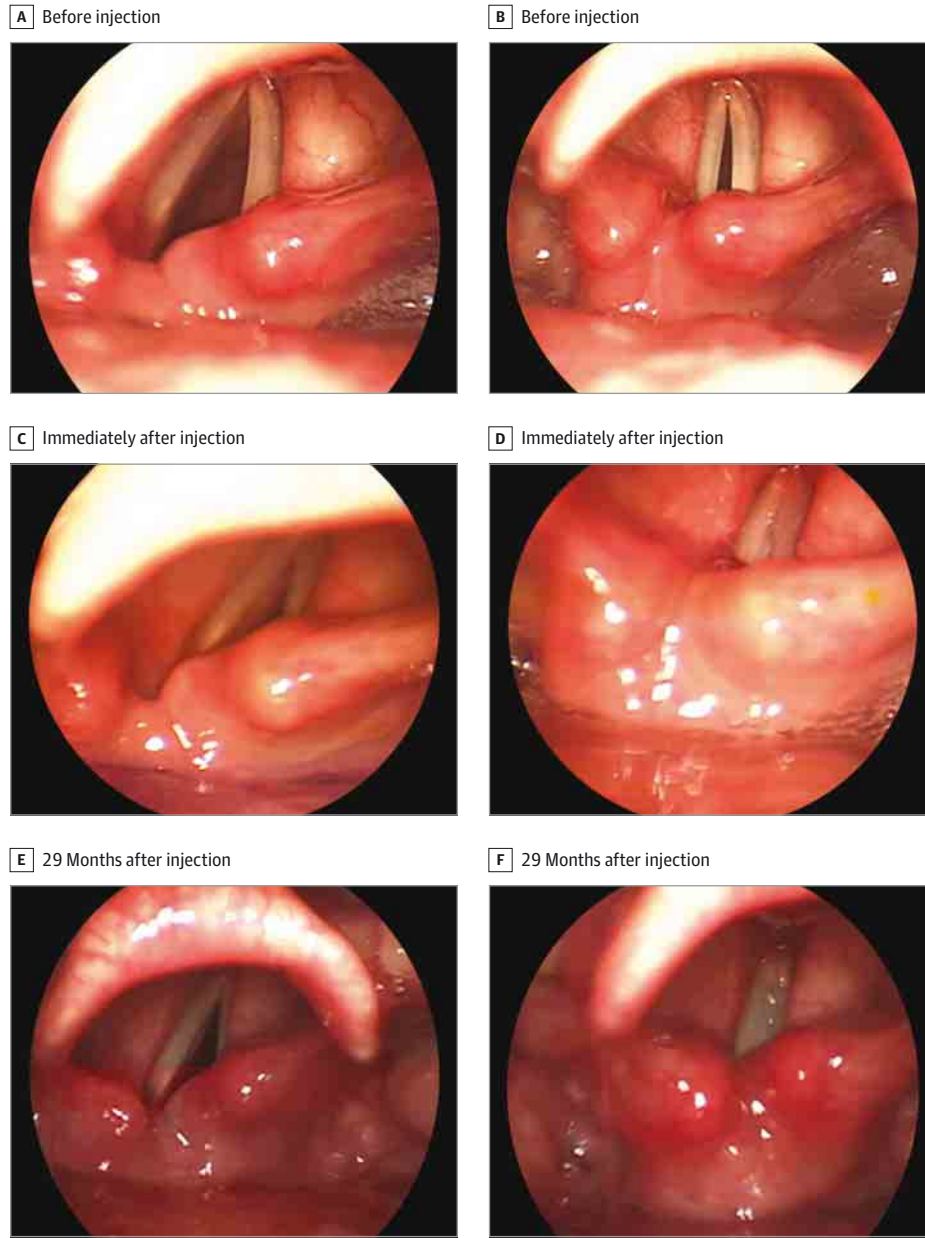 A Before injection
B Before injection
C Immediately after injection
D Immediately after injection
E 29 Months after injection
F 29 Months after injection